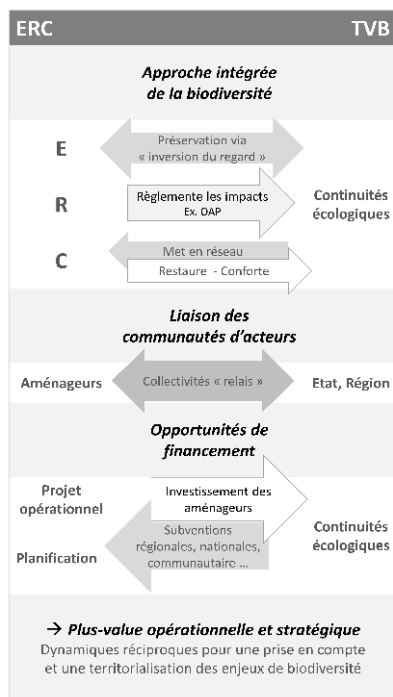 ERC TVB
Approche intégrée
de la biodiversité
E
Préservation via
« inversion du regard »
R
Règlemente les impacts
Ex. OAP
Continuités
écologiques
C
Met en réseau
Restaure - Conforte
Liaison des
communautés d'acteurs
Aménageurs
Collectivités « relais »
Etat, Région
Opportunités de
financement
Projet
opérationnel
Investissement des
aménageurs
Subventions
régionales, nationales,
communautaire ...
Planification
Continuités
écologiques
→ Plus-value opérationnelle et stratégique
Dynamiques réciproques pour une prise en compte
et une territorialisation des enjeux de biodiversité